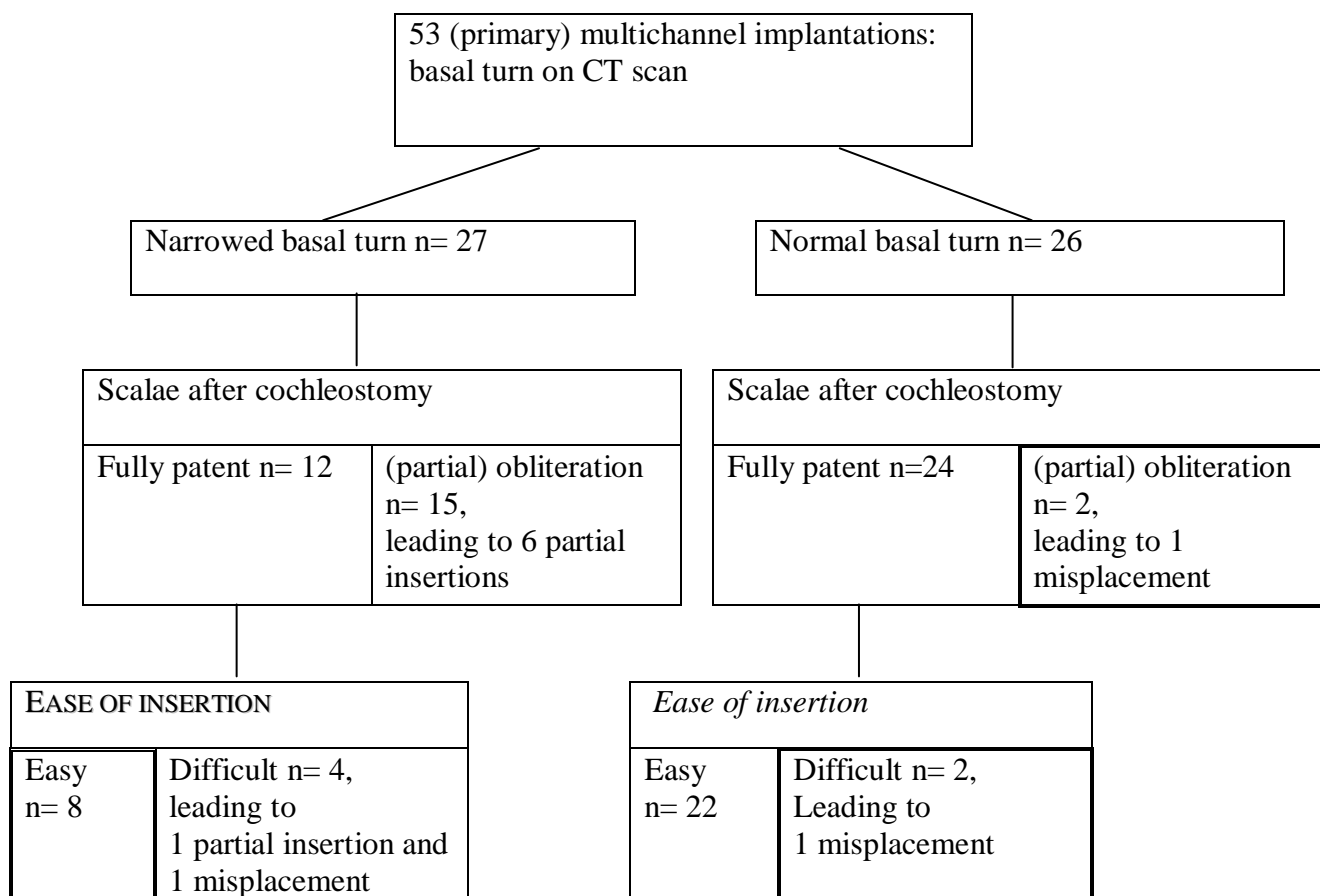 53 (primary) multichannel implantations:
basal turn on CT scan
Narrowed basal turn n= 27
Normal basal turn n= 26
Scalae after cochleostomy
Fully patent n= 12
(partial) obliteration
n= 15,
leading to 6 partial
insertions
Scalae after cochleostomy
Fully patent n=24
(partial) obliteration
n= 2,
leading to 1
misplacement
EASE OF INSERTION
Easy
n= 8
Difficult n= 4,
leading to
1 partial insertion and
1 misplacement
Ease of insertion
Easy
n= 22
Difficult n= 2,
Leading to
1 misplacement